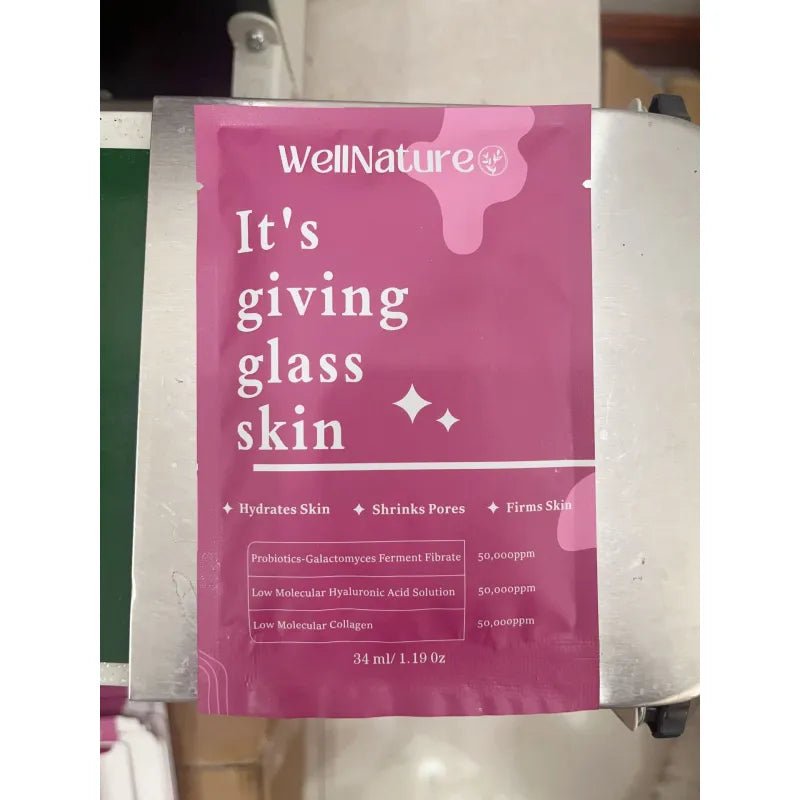 WellNature
It's
giving
glass
skin
Hydrates Skin Shrinks Pores Firms Skin
Probiotics-Galactomyces Ferment Fibrate 50,000ppm
Low Molecular Hyaluronic Acid Solution 50,000ppm
Low Molecular Collagen 50,000ppm
34 ml/ 1.19 0z